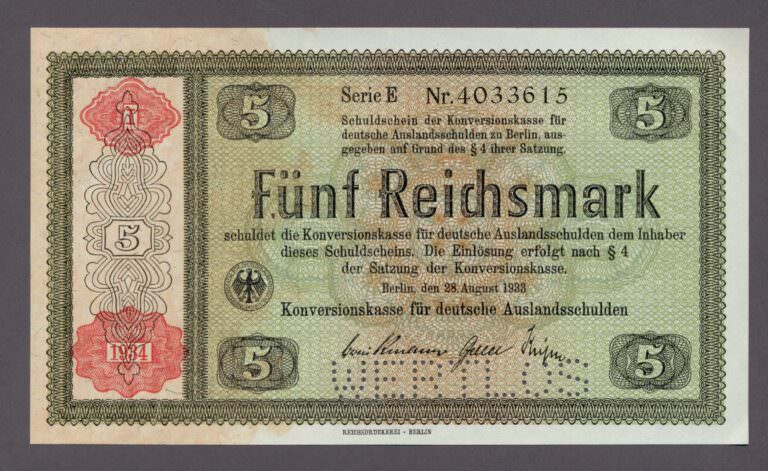 5
Serie E Nr. 4033615
5
Schuldschein der Konversionskasse für
deutsche Auslandsschulden zu Berlin, aus-
gegeben auf Grund des § 4 ihrer Satzung.
Fünf Reichsmark
schuldet die Konversionskasse für deutsche Auslandsschulden dem Inhaber
dieses Schuldscheins. Die Einlösung erfolgt nach § 4
der Satzung der Konversionskasse.
Berlin, den 28. August 1933
Konversionskasse für deutsche Auslandsschulden
5
1934
5
5
WERTLOS
REICHSDRUCKEREI - BERLIN